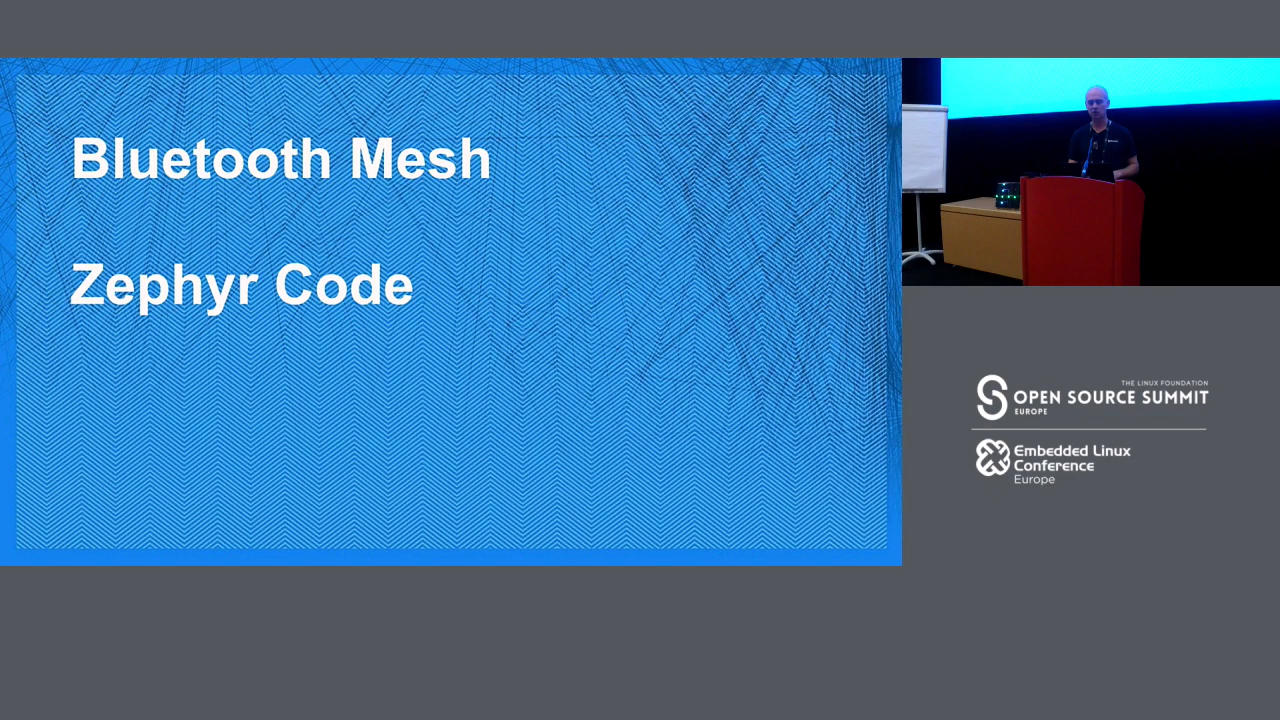 Bluetooth Mesh
Zephyr Code
THE LINUX FOUNDATION
OPEN SOURCE SUMMIT
EUROPE
Embedded Linux
Conference
Europe